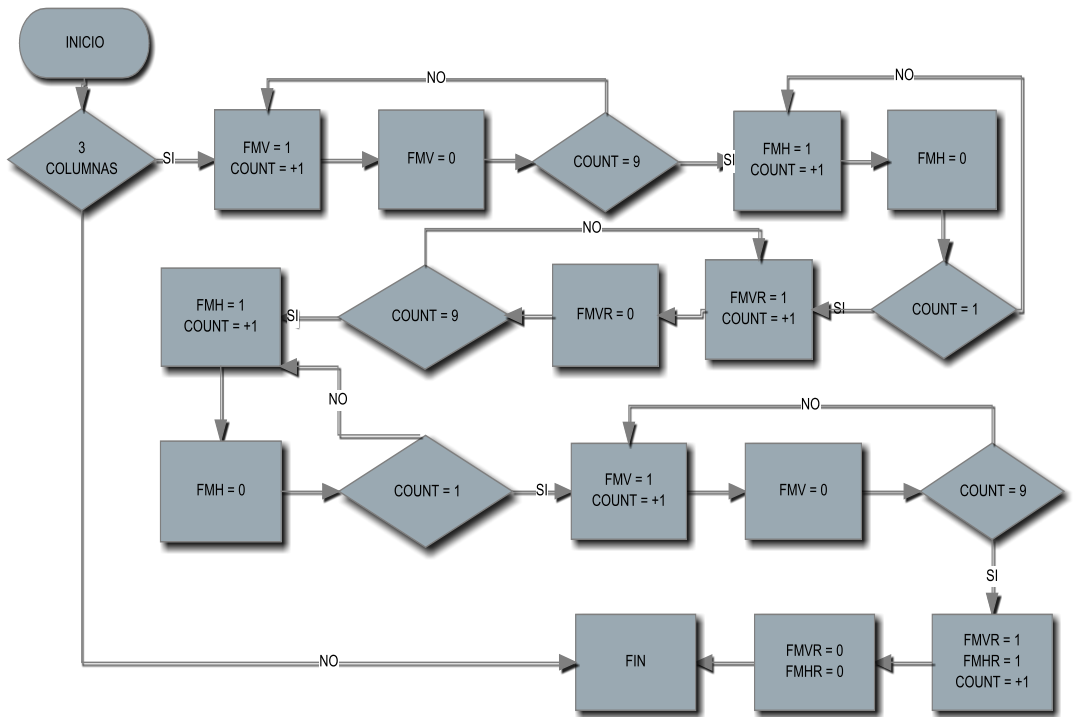 INICIO
3
COLUMNAS
SI
FMV = 1
COUNT = +1
FMV = 0
COUNT = 9
NO
SI
FMH = 1
COUNT = +1
FMH = 0
NO
COUNT = 1
SI
FMVR = 1
COUNT = +1
FMVR = 0
COUNT = 9
NO
SI
FMH = 1
COUNT = +1
FMH = 0
COUNT = 1
NO
SI
FMV = 1
COUNT = +1
FMV = 0
COUNT = 9
NO
SI
FMVR = 1
FMHR = 1
COUNT = +1
FMVR = 0
FMHR = 0
FIN
NO